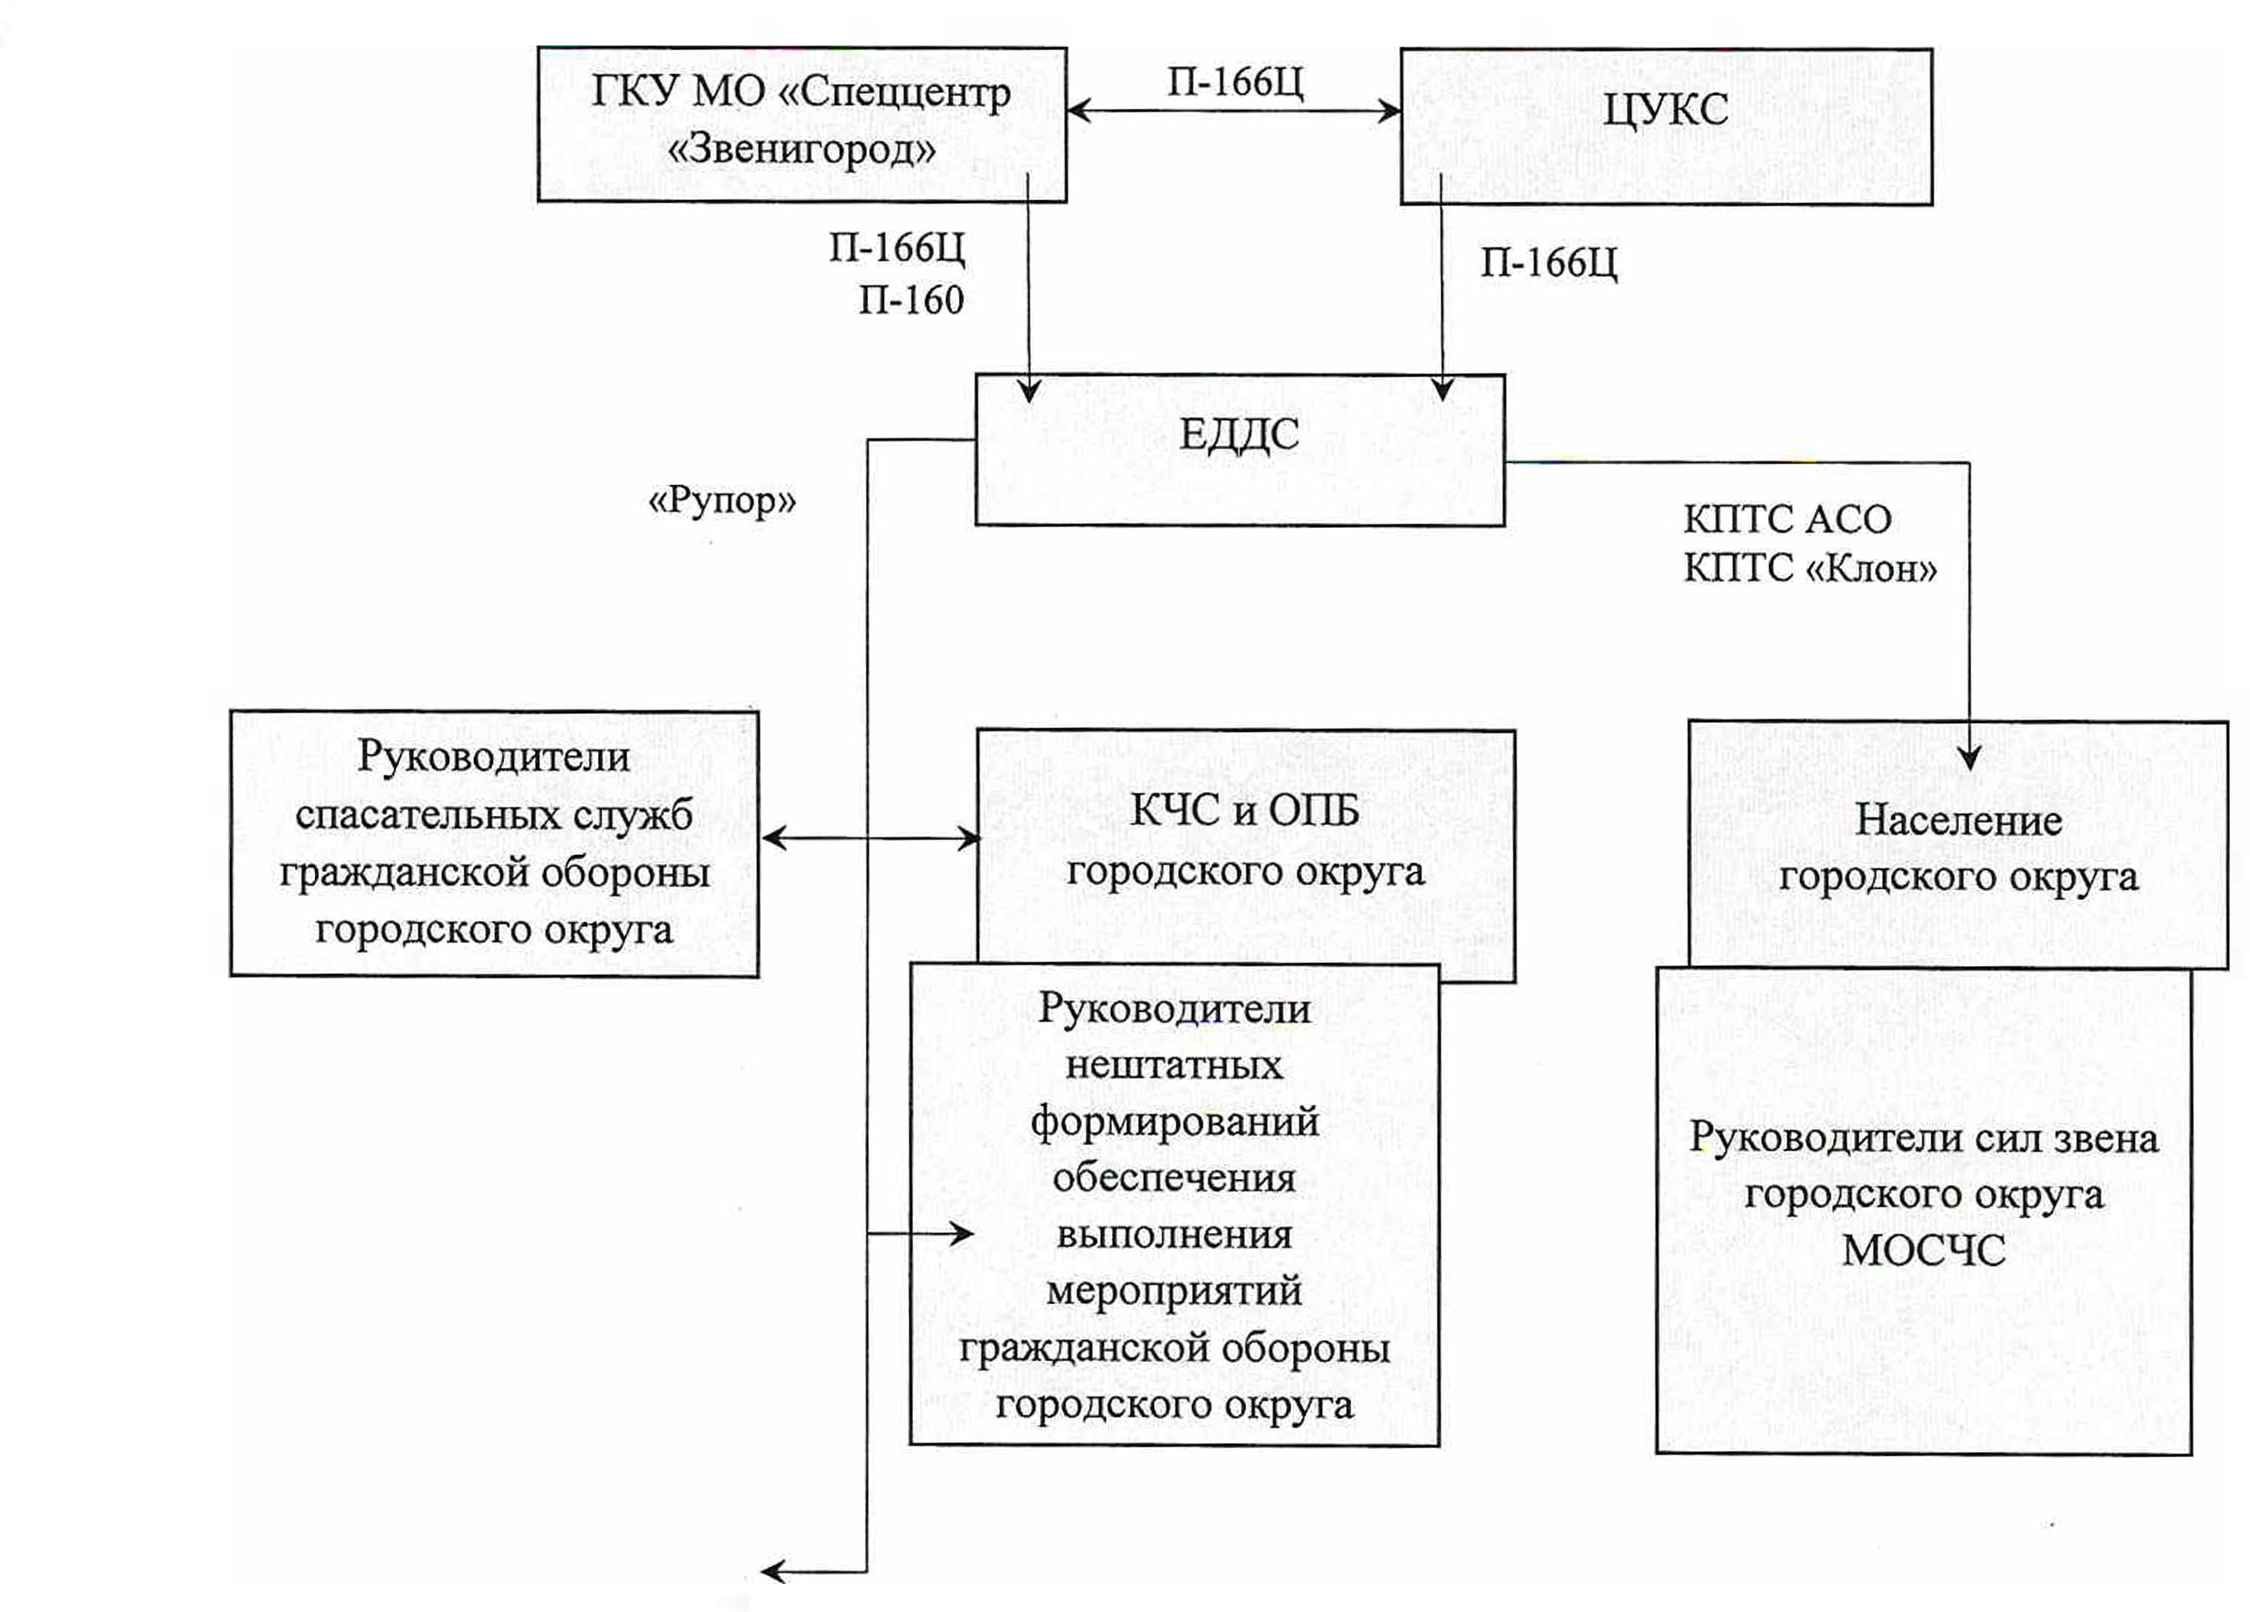 ГКУ МО «Спеццентр
«Звенигород»
П-166Ц
ЦУКС
П-166Ц
П-160
П-166Ц
ЕДДС
«Рупор»
КПТС АСО
КПТС «Клон»
Руководители
спасательных служб
гражданской обороны
городского округа
КЧС и ОПБ
городского округа
Население
городского округа
Руководители
нештатных
формирований
обеспечения
выполнения
мероприятий
гражданской обороны
городского округа
Руководители сил звена
городского округа
МОСЧС